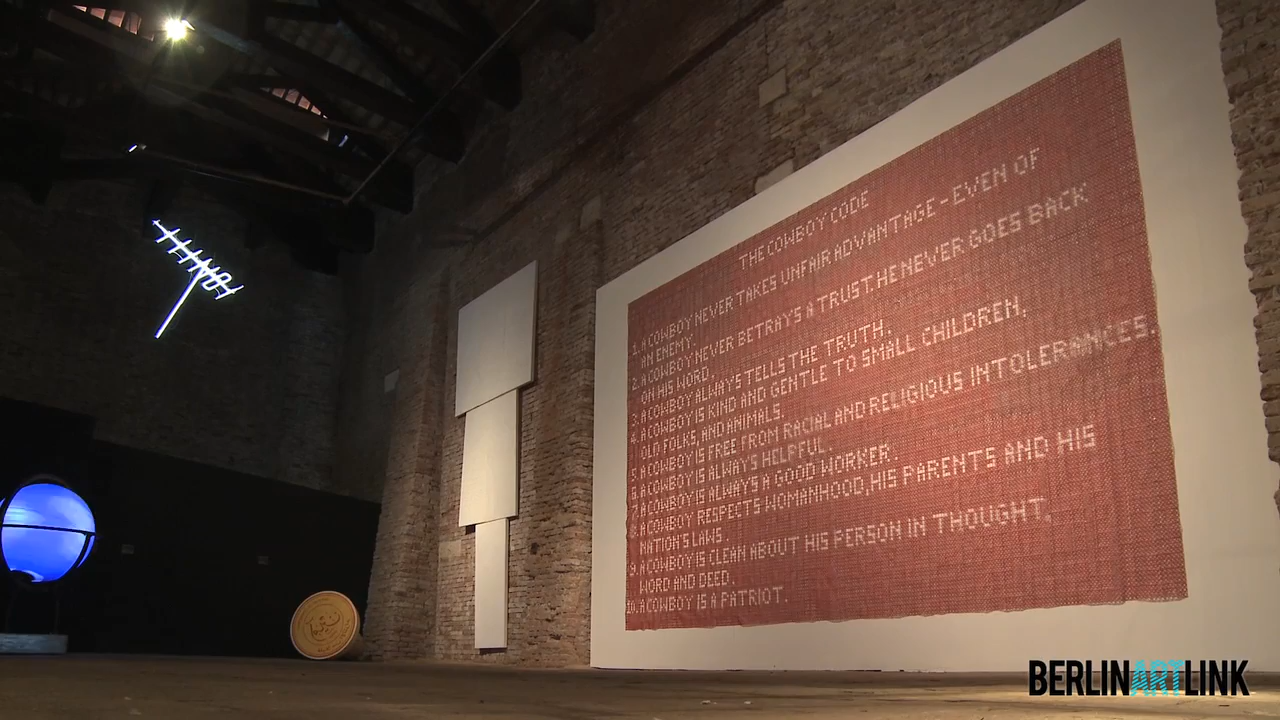 THE COWBOY CODE
1. A COWBOY NEVER TAKES UNFAIR ADVANTAGE - EVEN OF
AN ENEMY.
2. A COWBOY NEVER BETRAYS A TRUST. HE NEVER GOES BACK
ON HIS WORD.
3. A COWBOY ALWAYS TELLS THE TRUTH.
4. A COWBOY IS KIND AND GENTLE TO SMALL CHILDREN,
OLD FOLKS, AND ANIMALS.
5. A COWBOY IS FREE FROM RACIAL AND RELIGIOUS INTOLERANCES.
6. A COWBOY IS ALWAYS HELPFUL.
7. A COWBOY IS ALWAYS A GOOD WORKER.
8. A COWBOY RESPECTS WOMANHOOD, HIS PARENTS AND HIS
NATION'S LAWS.
9. A COWBOY IS CLEAN ABOUT HIS PERSON IN THOUGHT,
WORD AND DEED.
10. A COWBOY IS A PATRIOT.
BERLINARTLINK